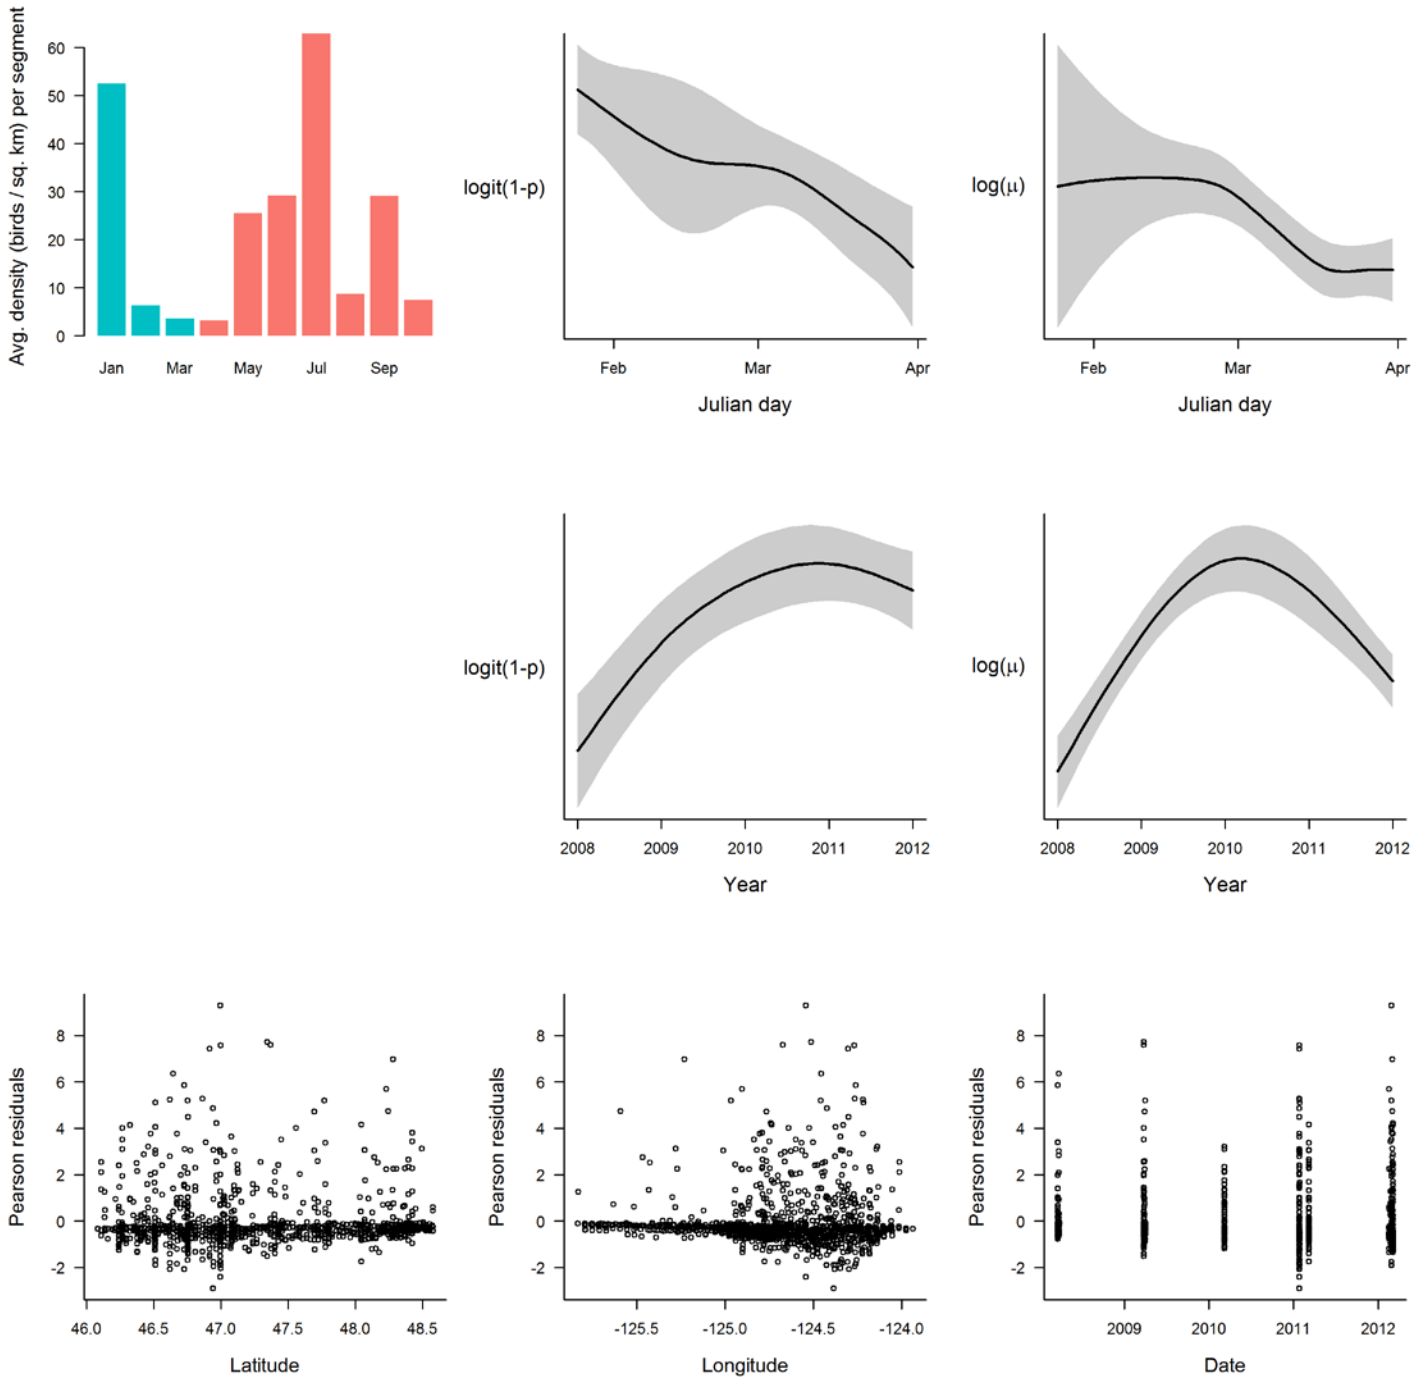 Avg. density (birds / sq. km) per segment
60
50
40
30
20
10
0
Jan Mar May Jul Sep
logit(1-p)
Feb Mar Apr
Julian day
log(μ)
Feb Mar Apr
Julian day
logit(1-p)
2008 2009 2010 2011 2012
Year
log(μ)
2008 2009 2010 2011 2012
Year
Pearson residuals
8
6
4
2
0
-2
46.0 46.5 47.0 47.5 48.0 48.5
Latitude
Pearson residuals
8
6
4
2
0
-2
-125.5 -125.0 -124.5 -124.0
Longitude
Pearson residuals
8
6
4
2
0
-2
2009 2010 2011 2012
Date